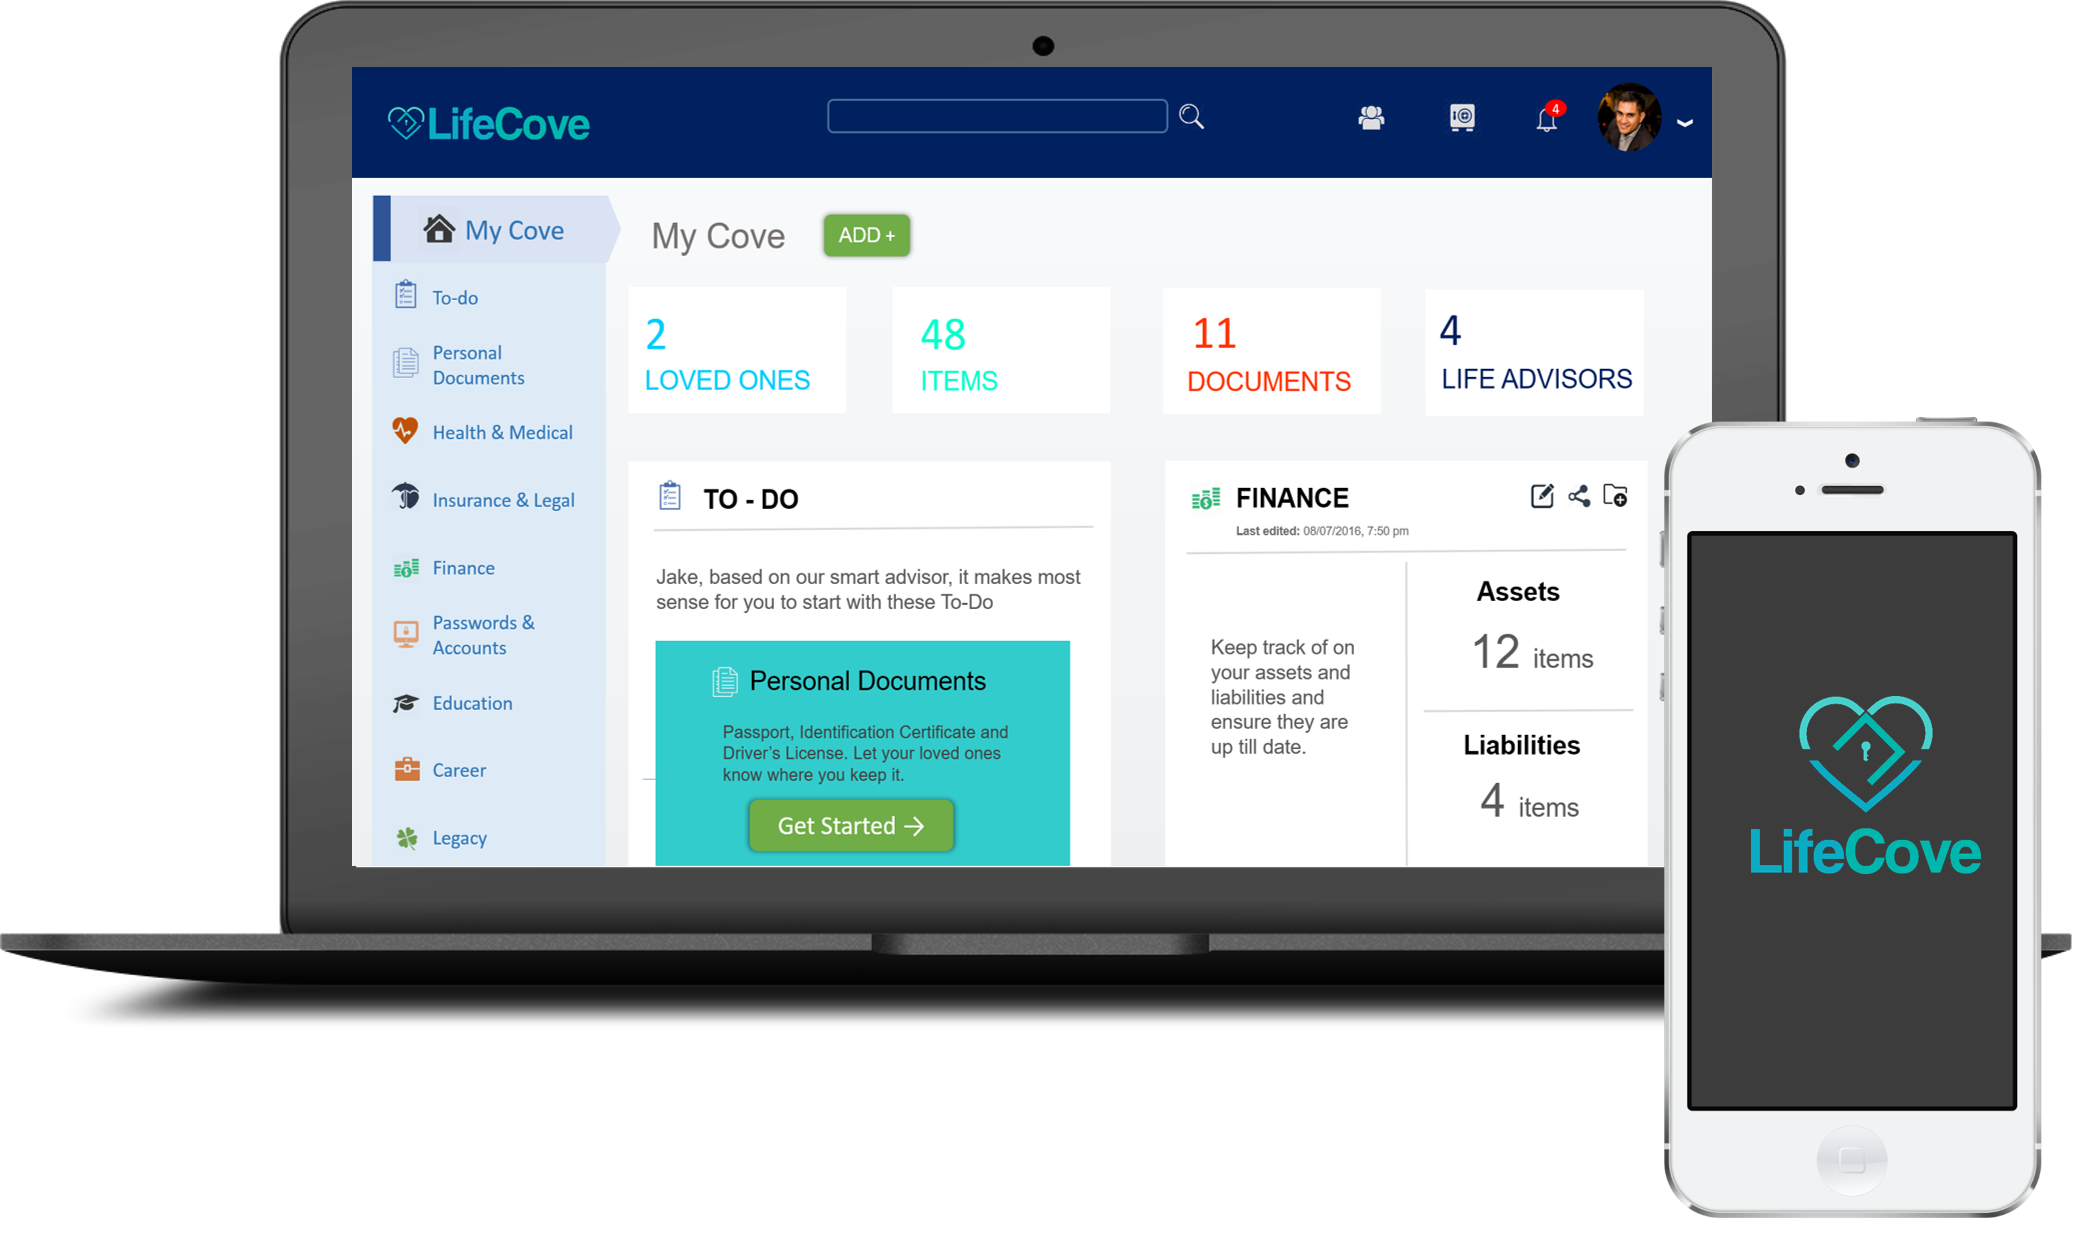 LifeCove
4
My Cove
To-do
Personal
Documents
Health & Medical
Insurance & Legal
Finance
Passwords &
Accounts
Education
Career
Legacy
My Cove
ADD +
2
LOVED ONES
48
ITEMS
11
DOCUMENTS
4
LIFE ADVISORS
TO - DO
Jake, based on our smart advisor, it makes most
sense for you to start with these To-Do
Personal Documents
Passport, Identification Certificate and
Driver's License. Let your loved ones
know where you keep it.
Get Started →
FINANCE
Last edited: 08/07/2016, 7:50 pm
Keep track of on
your assets and
liabilities and
ensure they are
up till date.
Assets
12 items
Liabilities
4 items
LifeCove